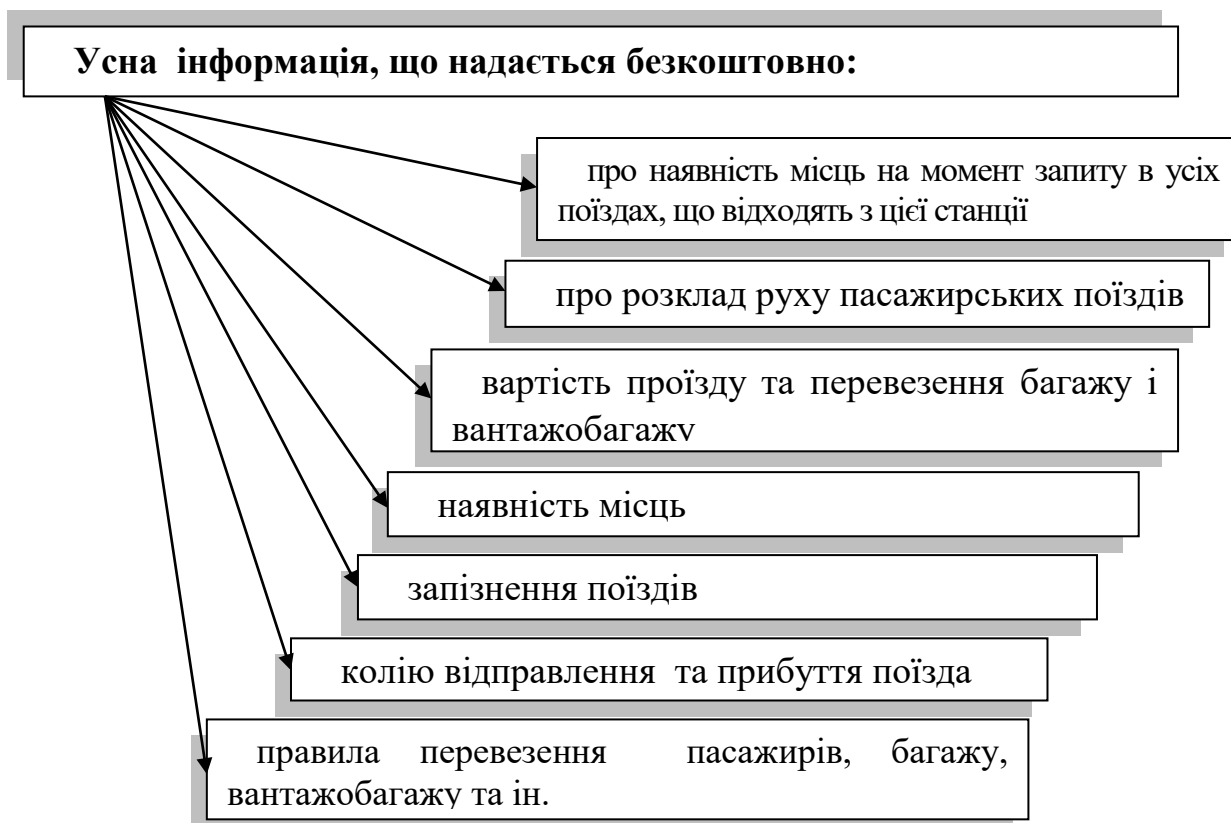 Усна інформація, що надається безкоштовно:
про наявність місць на момент запиту в усіх
поїздах, що відходять з цієї станції
про розклад руху пасажирських поїздів
вартість проїзду та перевезення багажу і
вантажобагажу
наявність місць
запізнення поїздів
колію відправлення та прибуття поїзда
правила перевезення пасажирів, багажу,
вантажобагажу та ін.